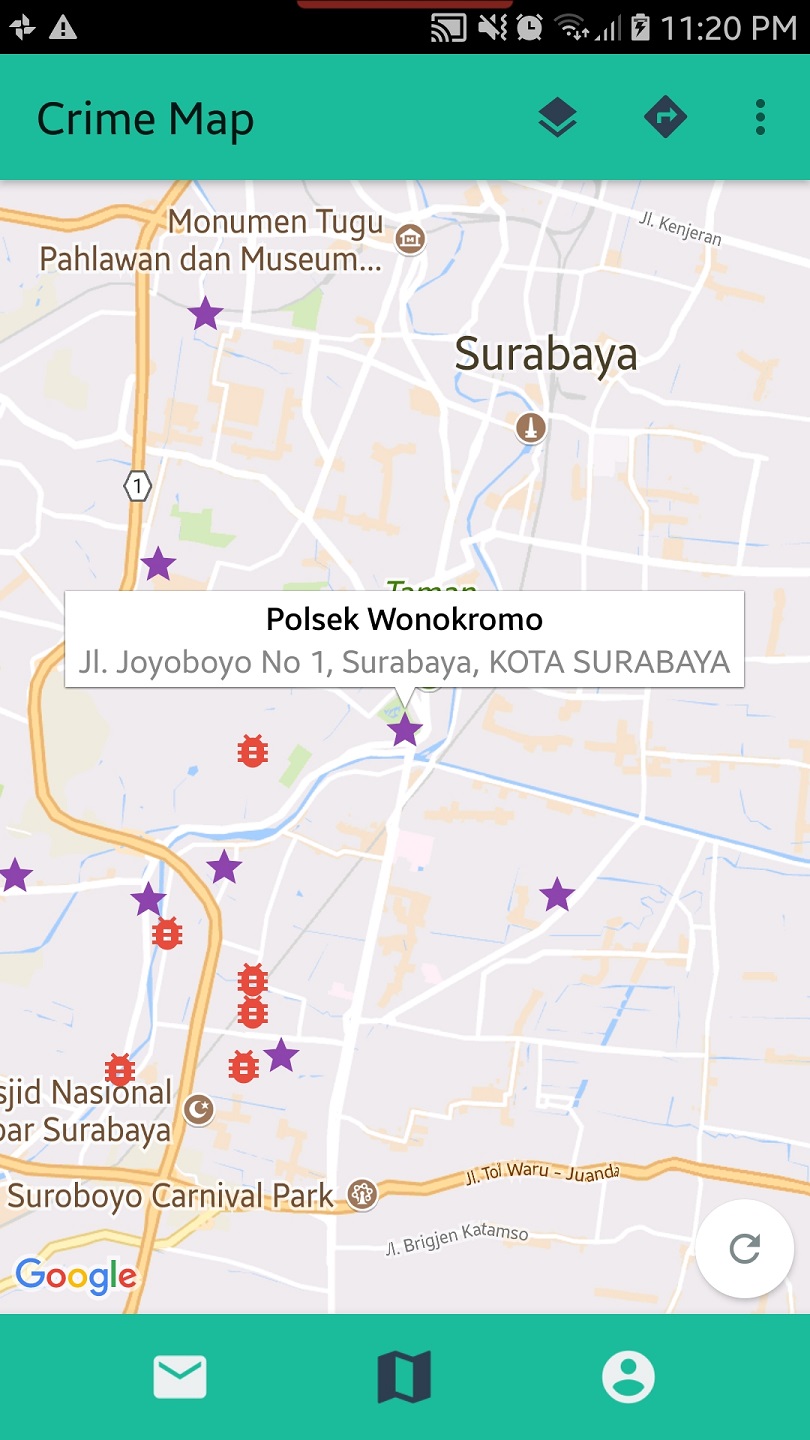 11:20 PM
Crime Map
Monumen Tugu
Pahlawan dan Museum...
Jl. Kenjeran
Surabaya
1
Taman
Polsek Wonokromo
Jl. Joyoboyo No 1, Surabaya, KOTA SURABAYA
sjid Nasional
bar Surabaya
Jl. Tol Waru - Juanda
Suroboyo Carnival Park
Jl. Brigjen Katamso
Google